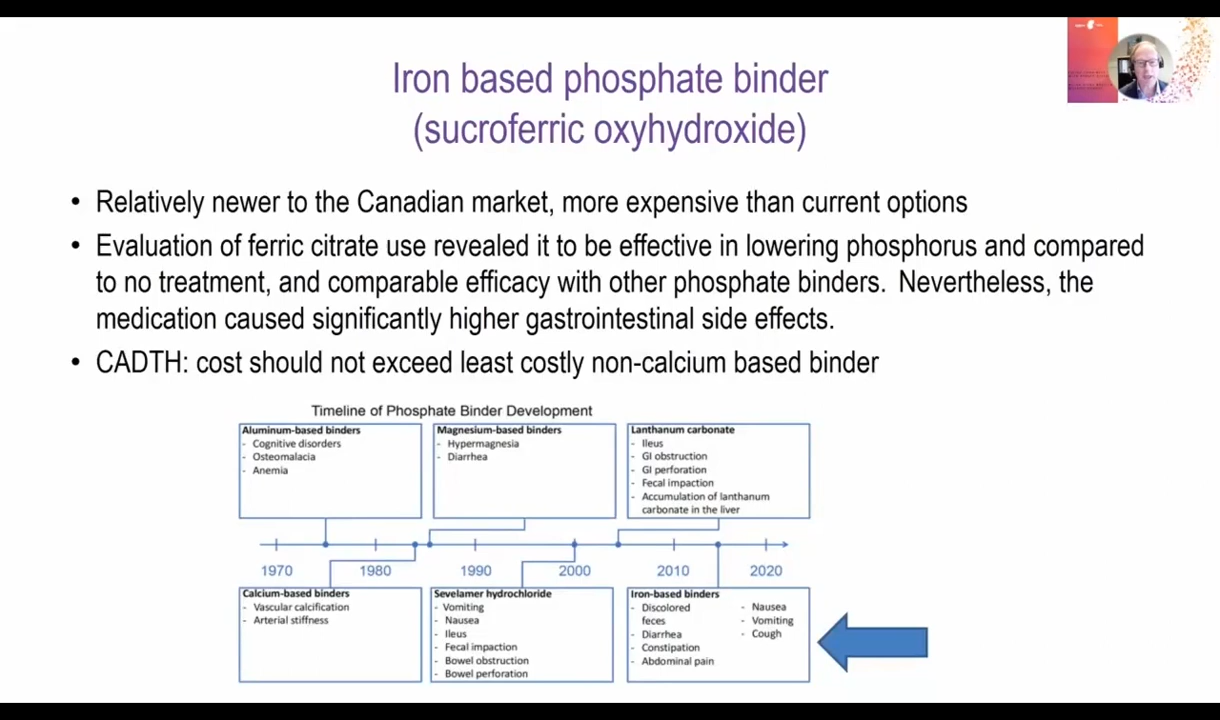 Iron based phosphate binder
(sucroferric oxyhydroxide)
• Relatively newer to the Canadian market, more expensive than current options
• Evaluation of ferric citrate use revealed it to be effective in lowering phosphorus and compared
to no treatment, and comparable efficacy with other phosphate binders. Nevertheless, the
medication caused significantly higher gastrointestinal side effects.
• CADTH: cost should not exceed least costly non-calcium based binder
Timeline of Phosphate Binder Development
Aluminum-based binders
- Cognitive disorders
- Osteomalacia
- Anemia
Magnesium-based binders
- Hypermagnesia
- Diarrhea
Lanthanum carbonate
- Ileus
- GI obstruction
- GI perforation
- Fecal impaction
- Accumulation of lanthanum
carbonate in the liver
1970 1980 1990 2000 2010 2020
Calcium-based binders
- Vascular calcification
- Arterial stiffness
Sevelamer hydrochloride
- Vomiting
- Nausea
- Ileus
- Fecal impaction
- Bowel obstruction
- Bowel perforation
Iron-based binders
- Discolored
feces
- Diarrhea
- Constipation
- Abdominal pain
- Nausea
- Vomiting
- Cough